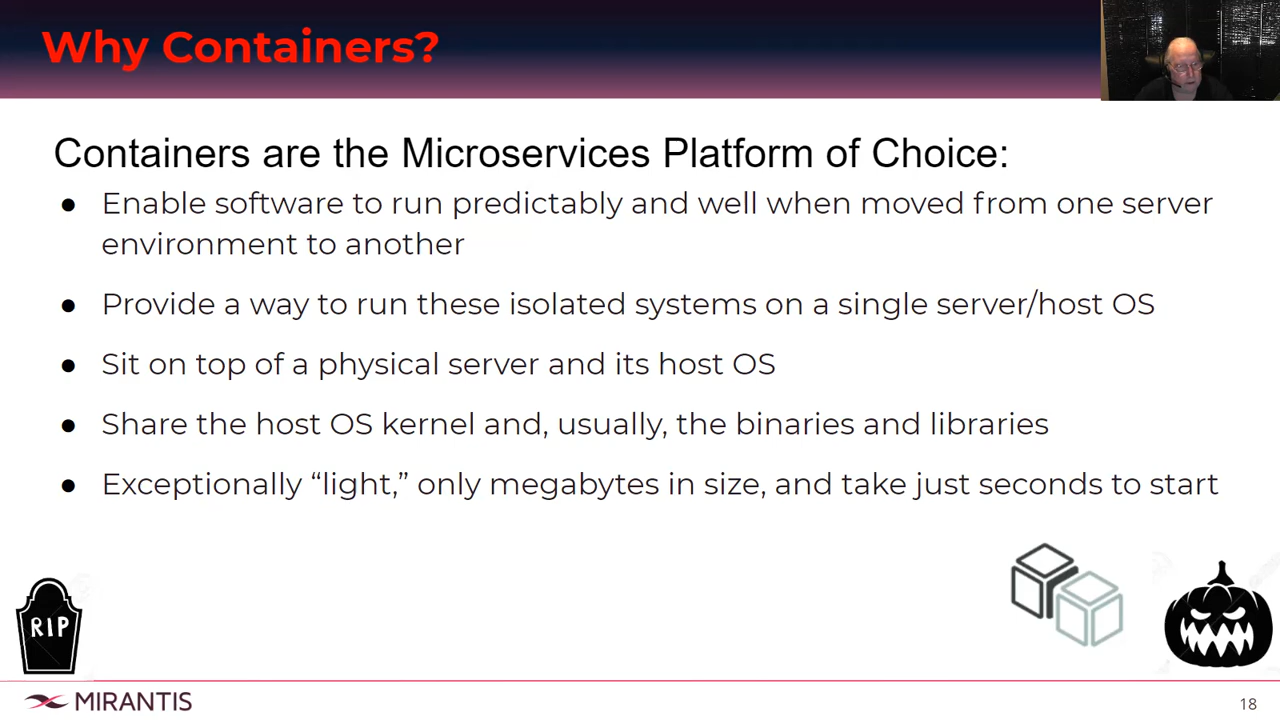 Why Containers?
Containers are the Microservices Platform of Choice:
● Enable software to run predictably and well when moved from one server
environment to another
● Provide a way to run these isolated systems on a single server/host OS
● Sit on top of a physical server and its host OS
● Share the host OS kernel and, usually, the binaries and libraries
● Exceptionally “light,” only megabytes in size, and take just seconds to start
RIP
MIRANTIS
18